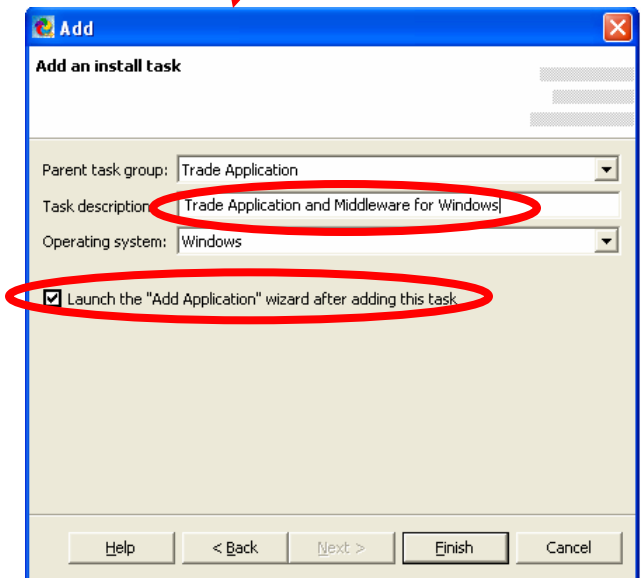 Add
Add an install task
Parent task group: Trade Application
Task description Trade Application and Middleware for Windows
Operating system: Windows
Launch the "Add Application" wizard after adding this task
Help < Back Next > Finish Cancel